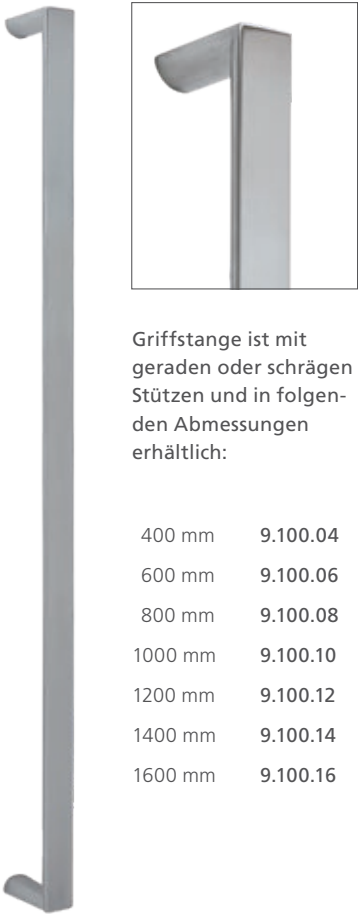 Griffstange ist mit
geraden oder schrägen
Stützen und in folgen-
den Abmessungen
erhältlich:
400 mm 9.100.04
600 mm 9.100.06
800 mm 9.100.08
1000 mm 9.100.10
1200 mm 9.100.12
1400 mm 9.100.14
1600 mm 9.100.16